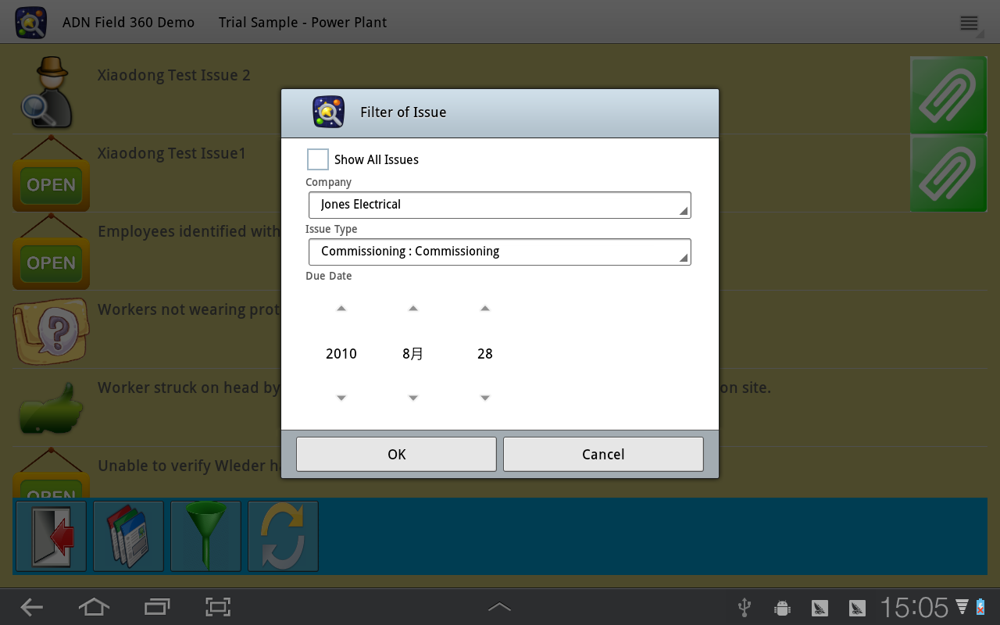 ADN Field 360 Demo Trial Sample - Power Plant
Xiaodong Test Issue 2
OPEN
Xiaodong Test Issue1
OPEN
Employees identified with
Workers not wearing prot
Worker struck on head by
on site.
OPEN
Unable to verify Wleder h
Filter of Issue
Show All Issues
Company
Jones Electrical
Issue Type
Commissioning : Commissioning
Due Date
2010 8月 28
OK Cancel
15:05